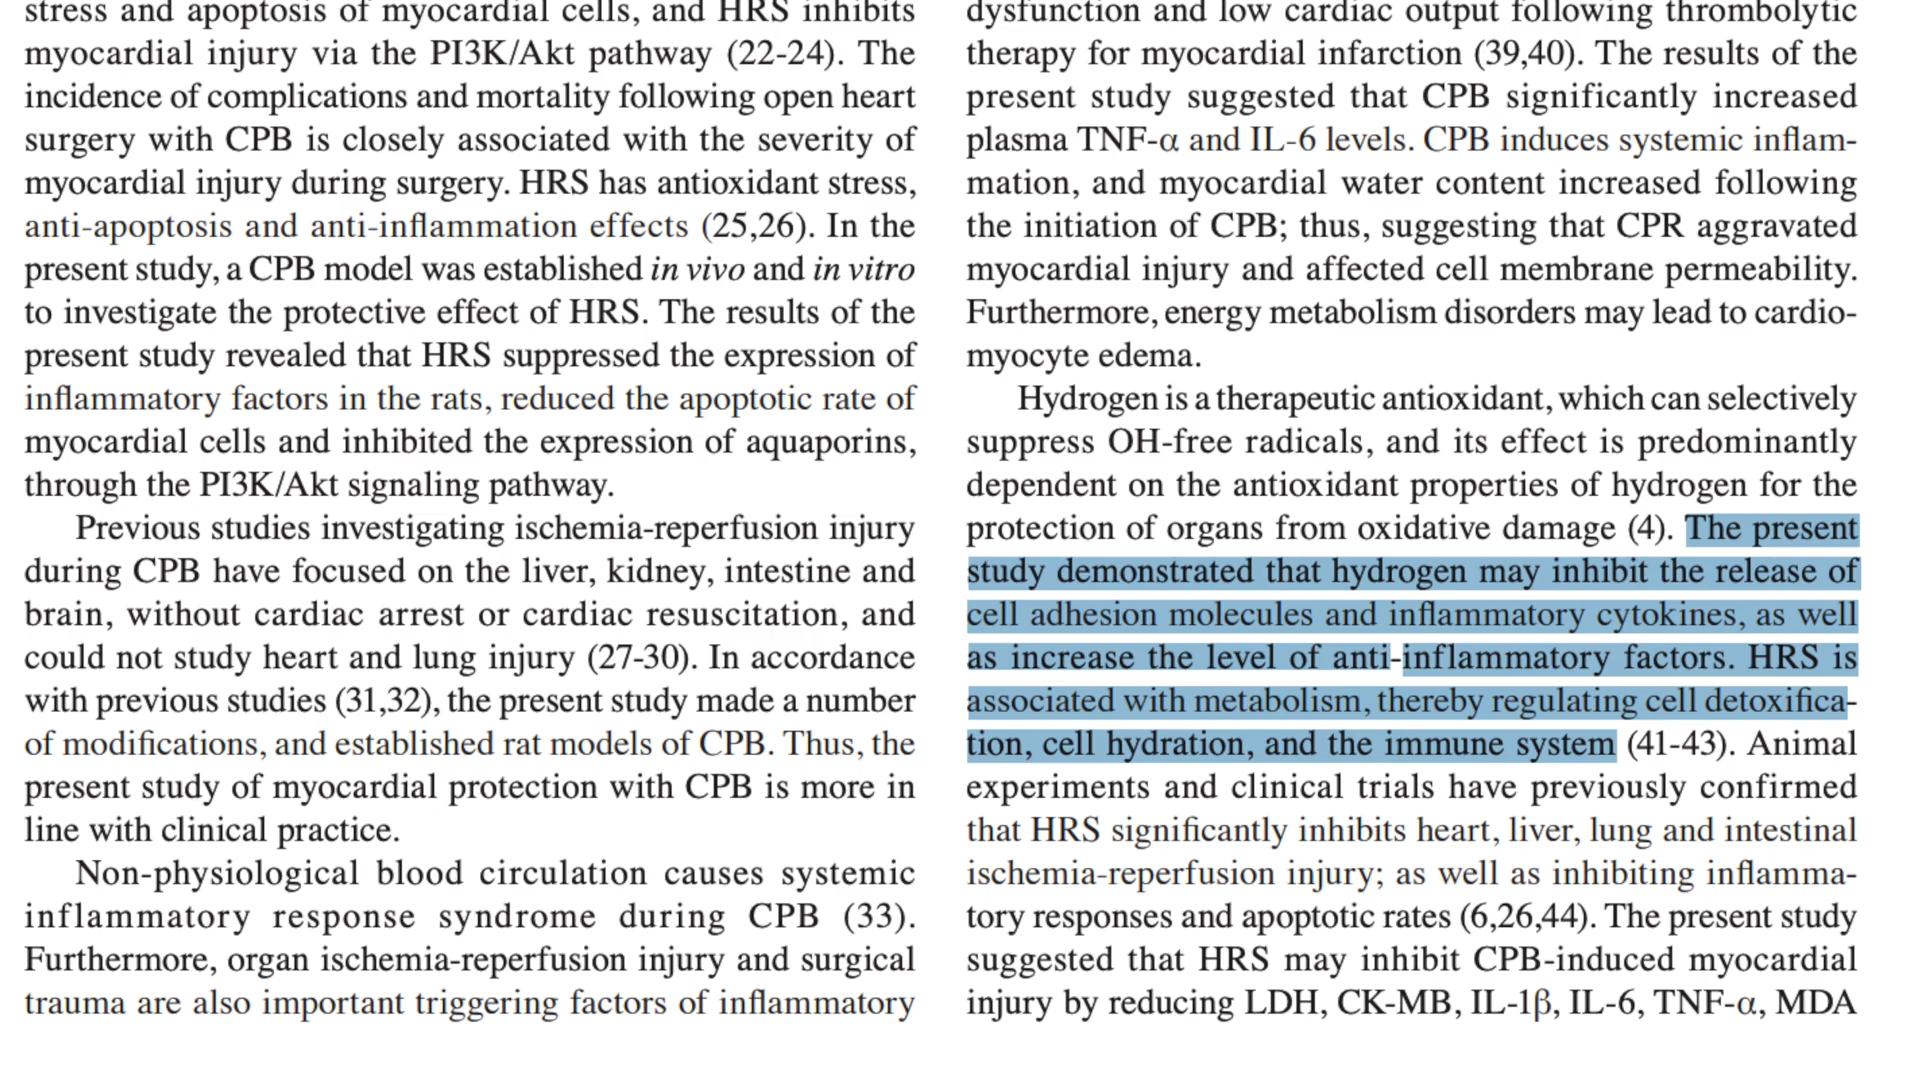 stress and apoptosis of myocardial cells, and HRS inhibits
myocardial injury via the PI3K/Akt pathway (22-24). The
incidence of complications and mortality following open heart
surgery with CPB is closely associated with the severity of
myocardial injury during surgery. HRS has antioxidant stress,
anti-apoptosis and anti-inflammation effects (25,26). In the
present study, a CPB model was established in vivo and in vitro
to investigate the protective effect of HRS. The results of the
present study revealed that HRS suppressed the expression of
inflammatory factors in the rats, reduced the apoptotic rate of
myocardial cells and inhibited the expression of aquaporins,
through the PI3K/Akt signaling pathway.
Previous studies investigating ischemia-reperfusion injury
during CPB have focused on the liver, kidney, intestine and
brain, without cardiac arrest or cardiac resuscitation, and
could not study heart and lung injury (27-30). In accordance
with previous studies (31,32), the present study made a number
of modifications, and established rat models of CPB. Thus, the
present study of myocardial protection with CPB is more in
line with clinical practice.
Non-physiological blood circulation causes systemic
inflammatory response syndrome during CPB (33).
Furthermore, organ ischemia-reperfusion injury and surgical
trauma are also important triggering factors of inflammatory
dysfunction and low cardiac output following thrombolytic
therapy for myocardial infarction (39,40). The results of the
present study suggested that CPB significantly increased
plasma TNF-α and IL-6 levels. CPB induces systemic inflam-
mation, and myocardial water content increased following
the initiation of CPB; thus, suggesting that CPR aggravated
myocardial injury and affected cell membrane permeability.
Furthermore, energy metabolism disorders may lead to cardio-
myocyte edema.
Hydrogen is a therapeutic antioxidant, which can selectively
suppress OH-free radicals, and its effect is predominantly
dependent on the antioxidant properties of hydrogen for the
protection of organs from oxidative damage (4). The present
study demonstrated that hydrogen may inhibit the release of
cell adhesion molecules and inflammatory cytokines, as well
as increase the level of anti-inflammatory factors. HRS is
associated with metabolism, thereby regulating cell detoxifica-
tion, cell hydration, and the immune system (41-43). Animal
experiments and clinical trials have previously confirmed
that HRS significantly inhibits heart, liver, lung and intestinal
ischemia-reperfusion injury; as well as inhibiting inflamma-
tory responses and apoptotic rates (6,26,44). The present study
suggested that HRS may inhibit CPB-induced myocardial
injury by reducing LDH, CK-MB, IL-1β, IL-6, TNF-α, MDA